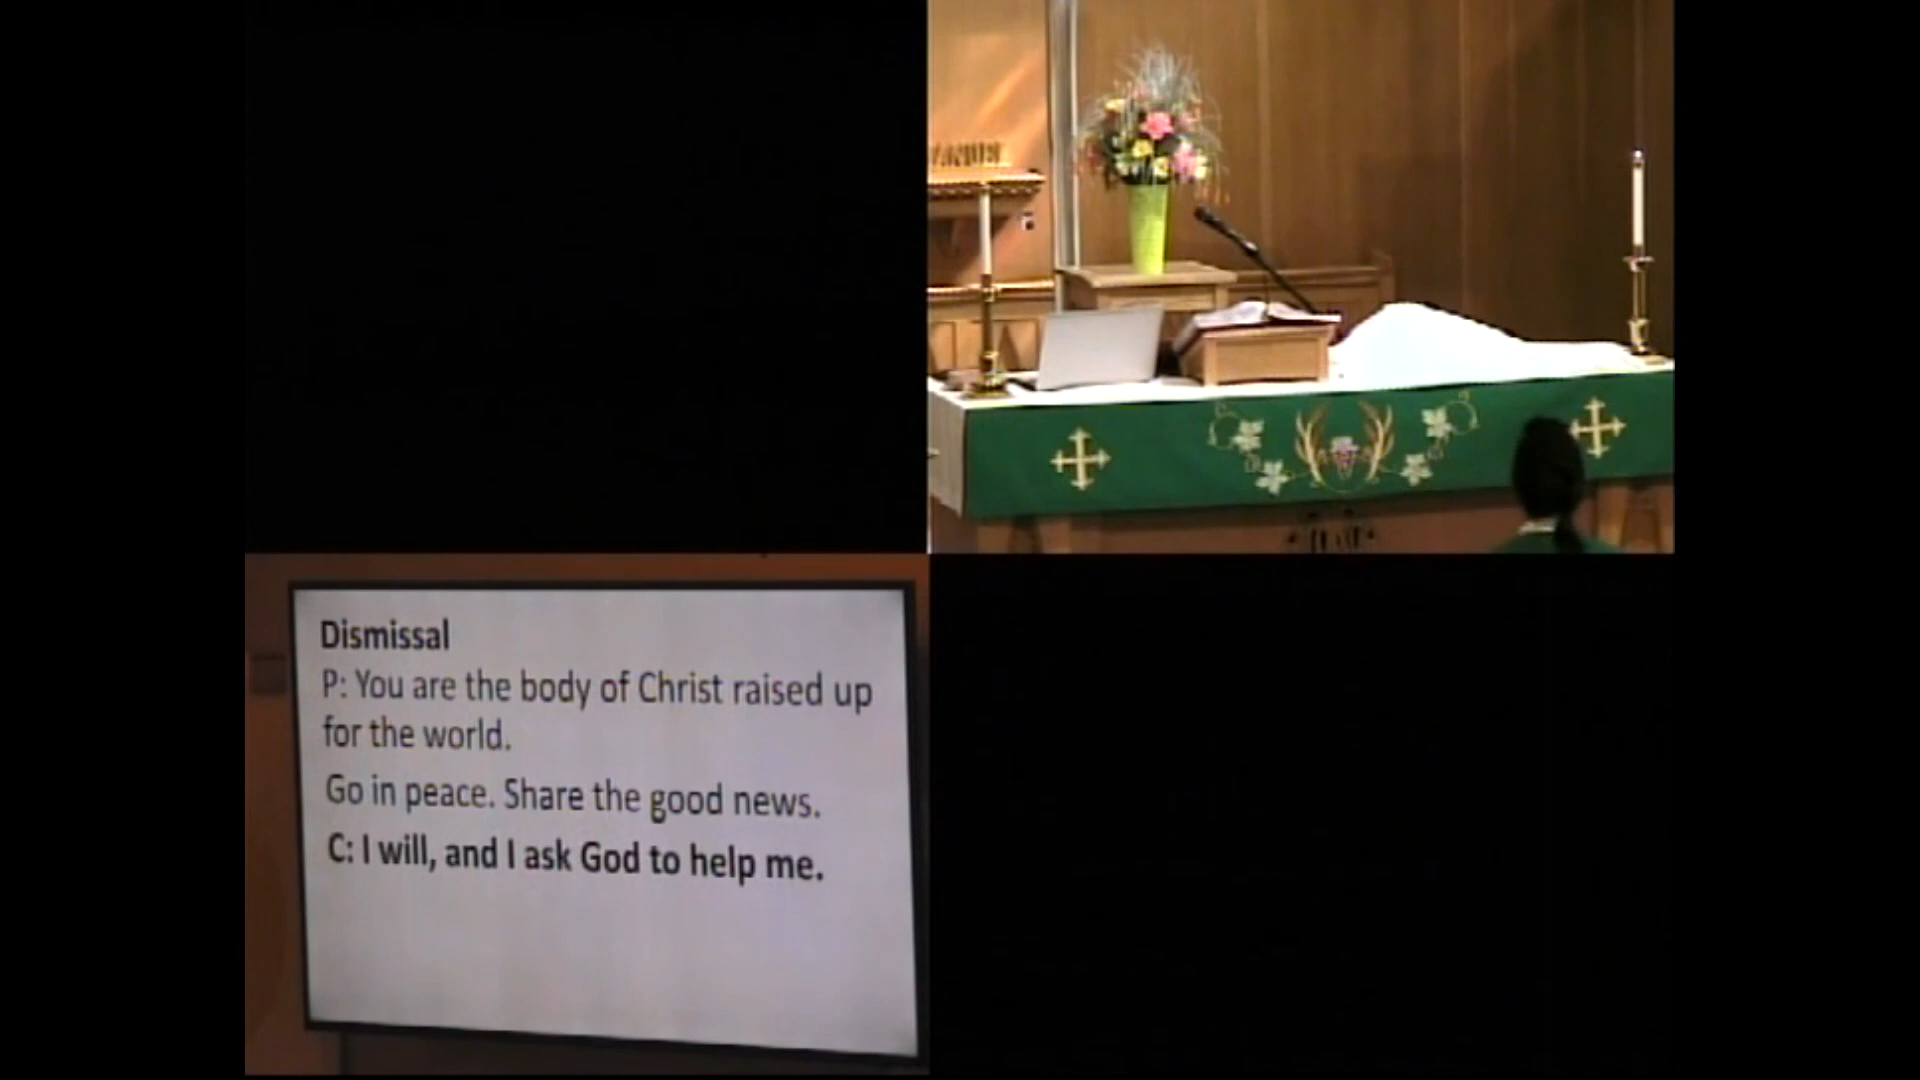 Dismissal
P: You are the body of Christ raised up
for the world.
Go in peace. Share the good news.
C: I will, and I ask God to help me.